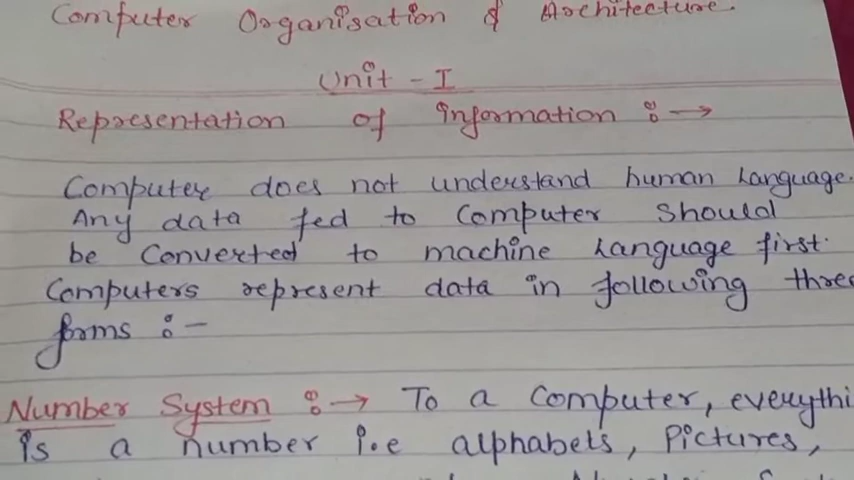 Computer Organisation & Architecture
Unit - I
Representation of information :→
Computer does not understand human language.
Any data fed to computer should
be converted to machine language first.
Computers represent data in following three
forms :-
Number System :→ To a computer, everythi
is a number i.e alphabets, Pictures,